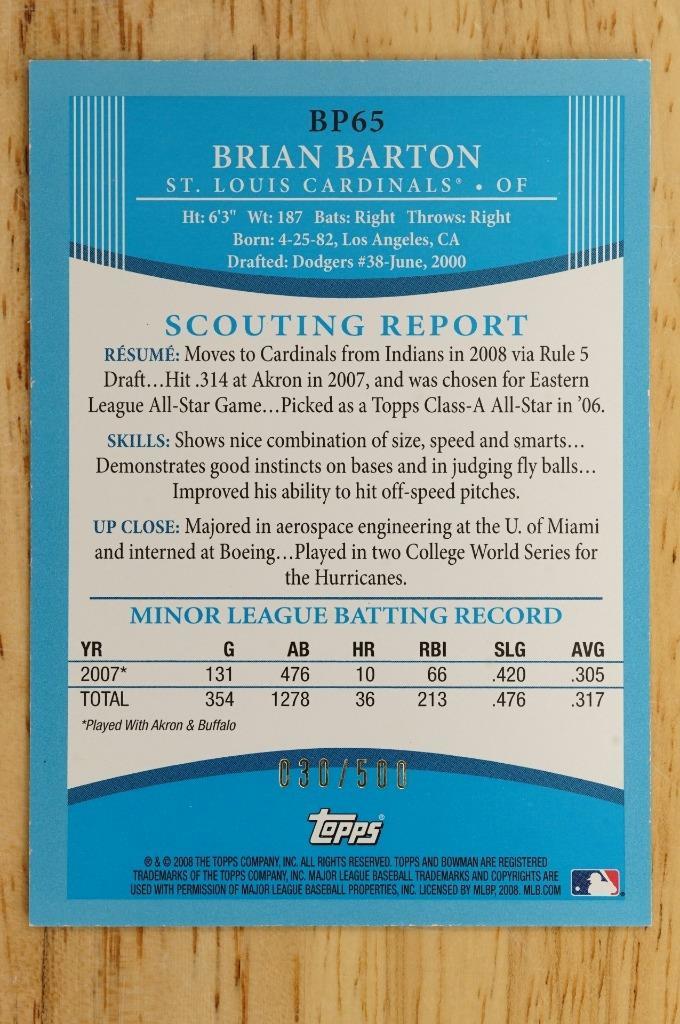 BP65
BRIAN BARTON
ST. LOUIS CARDINALS® • OF
Ht: 6'3" Wt: 187 Bats: Right Throws: Right
Born: 4-25-82, Los Angeles, CA
Drafted: Dodgers #38-June, 2000
SCOUTING REPORT
RÉSUMÉ: Moves to Cardinals from Indians in 2008 via Rule 5
Draft…Hit .314 at Akron in 2007, and was chosen for Eastern
League All-Star Game…Picked as a Topps Class-A All-Star in '06.
SKILLS: Shows nice combination of size, speed and smarts…
Demonstrates good instincts on bases and in judging fly balls…
Improved his ability to hit off-speed pitches.
UP CLOSE: Majored in aerospace engineering at the U. of Miami
and interned at Boeing…Played in two College World Series for
the Hurricanes.
MINOR LEAGUE BATTING RECORD
YR G AB HR RBI SLG AVG
2007* 131 476 10 66 .420 .305
TOTAL 354 1278 36 213 .476 .317
*Played With Akron & Buffalo
030/500
Topps®
® & © 2008 THE TOPPS COMPANY, INC. ALL RIGHTS RESERVED. TOPPS AND BOWMAN ARE REGISTERED
TRADEMARKS OF THE TOPPS COMPANY, INC. MAJOR LEAGUE BASEBALL TRADEMARKS AND COPYRIGHTS ARE
USED WITH PERMISSION OF MAJOR LEAGUE BASEBALL PROPERTIES, INC. LICENSED BY MLBP, 2008. MLB.COM